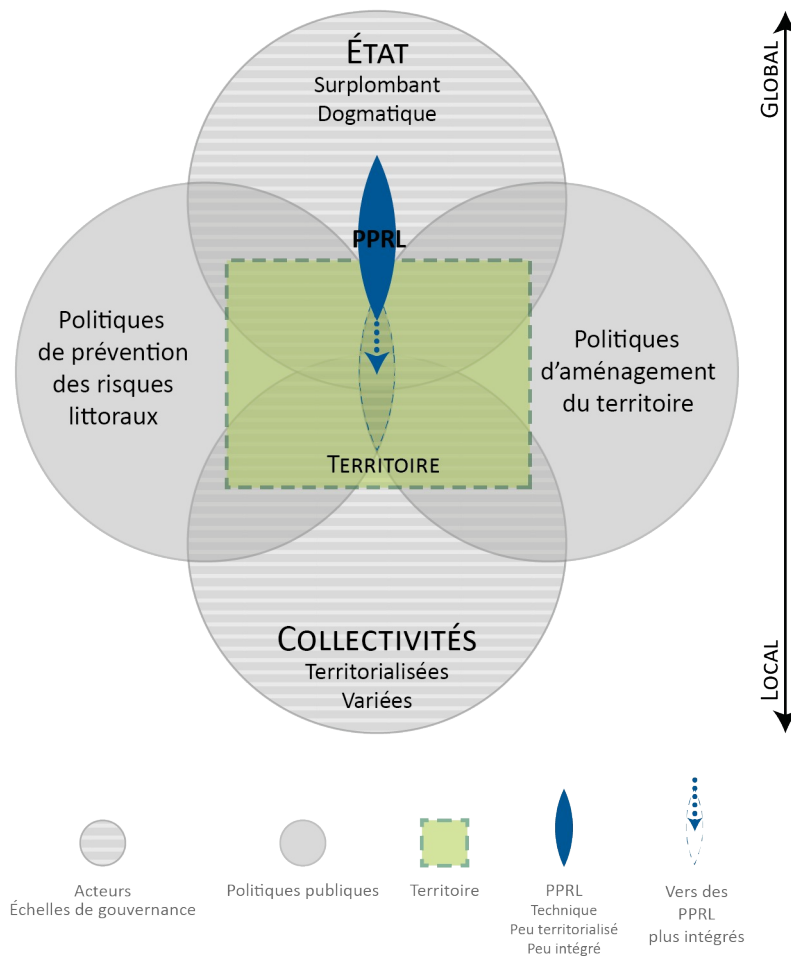 ÉTAT
Surplombant
Dogmatique
GLOBAL
PPRL
Politiques
de prévention
des risques
littoraux
Politiques
d'aménagement
du territoire
TERRITOIRE
COLLECTIVITÉS
Territorialisées
Variées
LOCAL
Acteurs
Échelles de gouvernance
Politiques publiques
Territoire
PPRL
Technique
Peu territorialisé
Peu intégré
Vers des
PPRL
plus intégrés